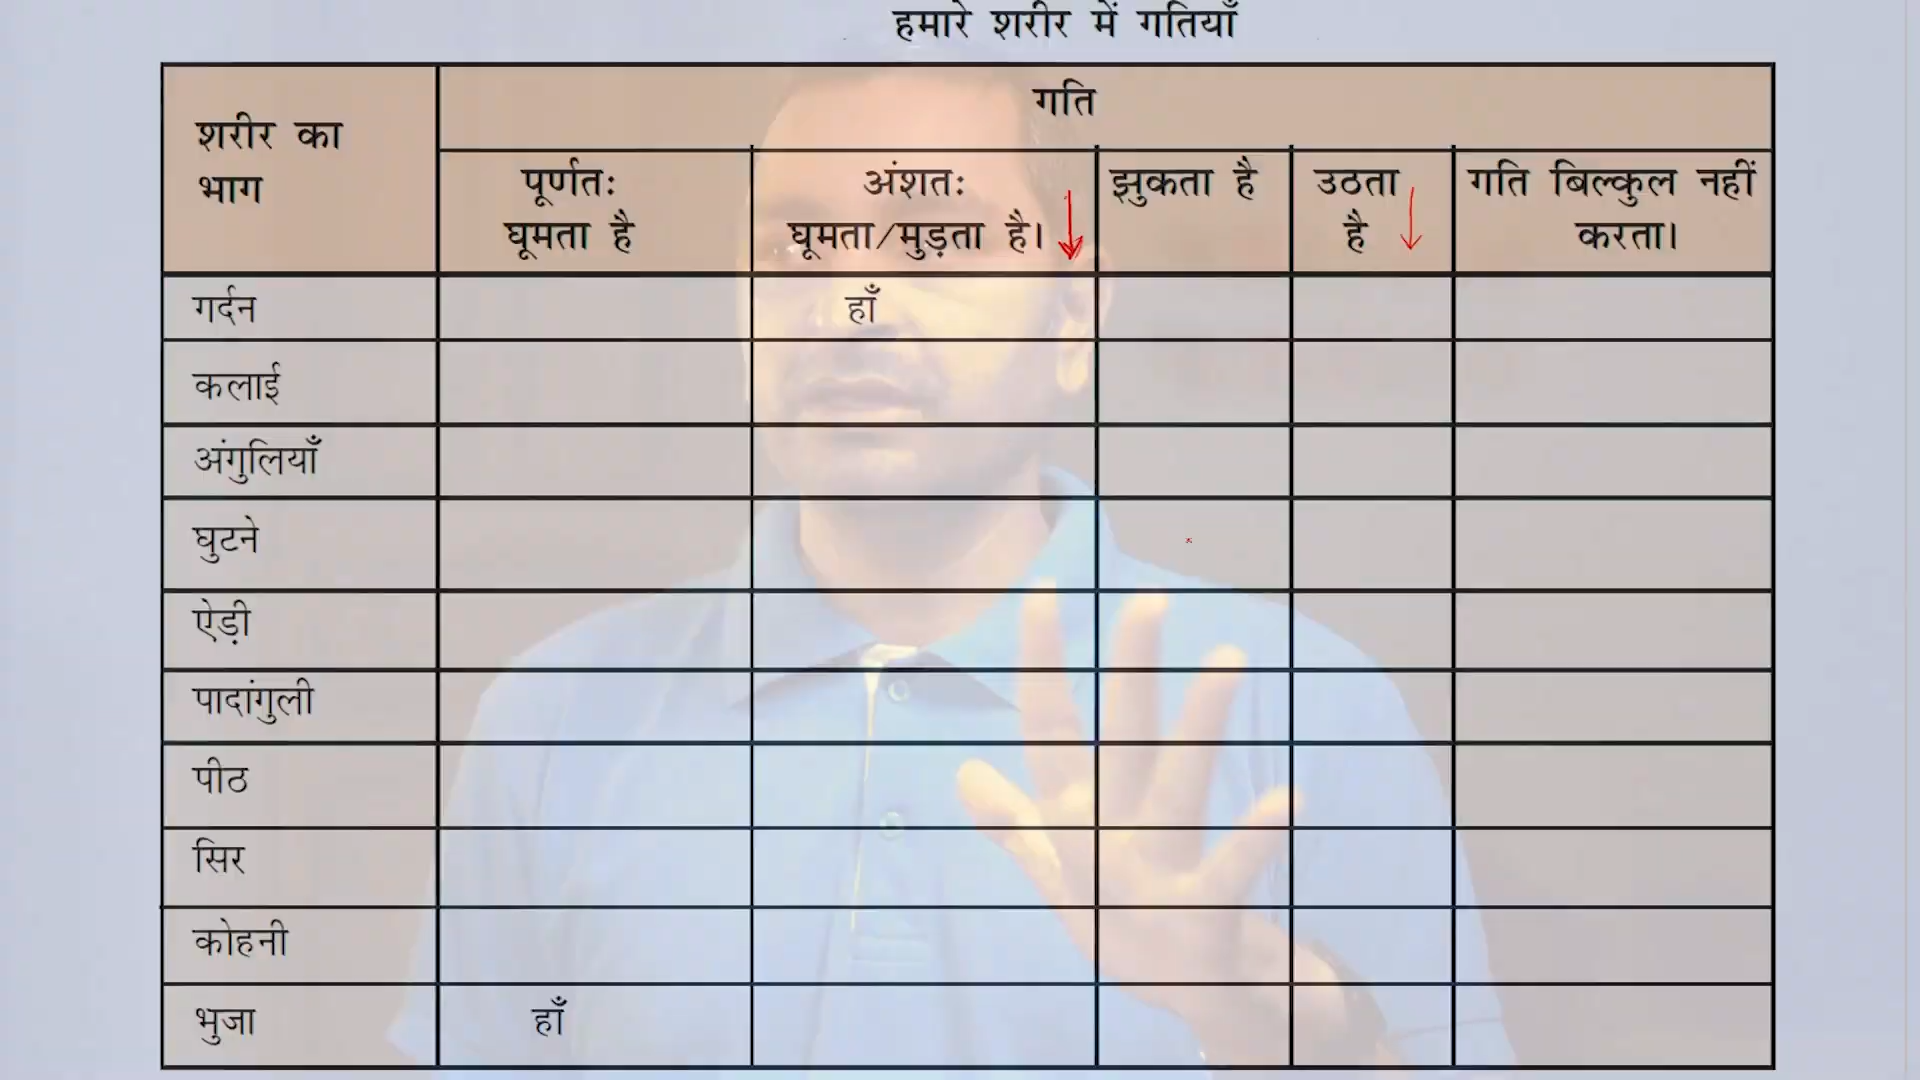 हमारे शरीर में गतियाँ
शरीर का
भाग
गति
पूर्णतः
घूमता है
अंशतः
घूमता/मुड़ता है।
झुकता है
उठता
है
गति बिल्कुल नहीं
करता।
गर्दन
हाँ
कलाई
अंगुलियाँ
घुटने
ऐड़ी
पादांगुली
पीठ
सिर
कोहनी
भुजा
हाँ